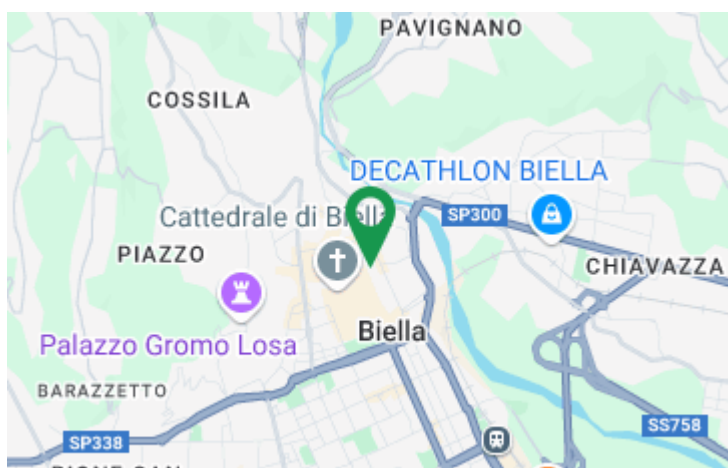 PAVIGNANO
COSSILA
DECATHLON BIELLA
Cattedrale di Biella
SP300
PIAZZO
CHIAVAZZA
Biella
Palazzo Gromo Losa
BARAZZETTO
SS758
SP338